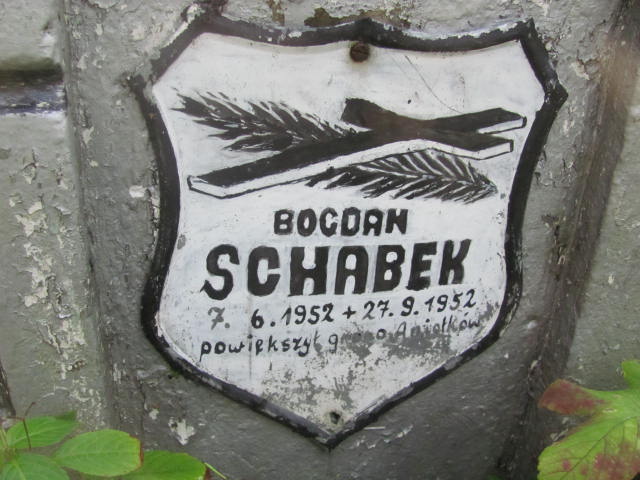 BOGDAN
SCHABEK
7. 6.1952 + 27.9.1952
powiększył grono Aniołków